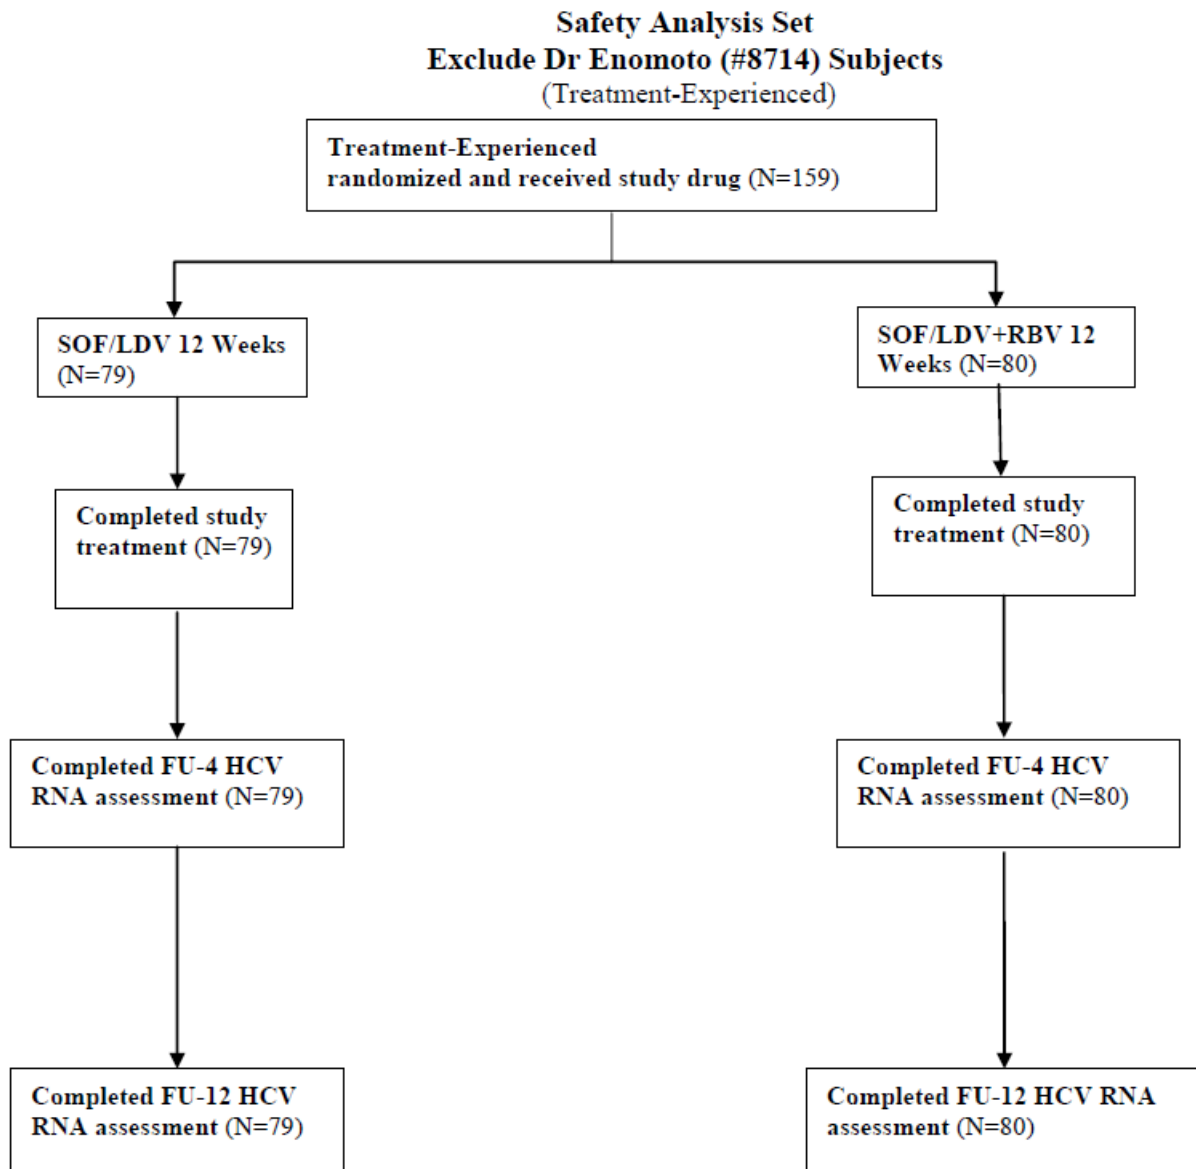 Safety Analysis Set
Exclude Dr Enomoto (#8714) Subjects
(Treatment-Experienced)
Treatment-Experienced
randomized and received study drug (N=159)
SOF/LDV 12 Weeks
(N=79)
SOF/LDV+RBV 12
Weeks (N=80)
Completed study
treatment (N=79)
Completed study
treatment (N=80)
Completed FU-4 HCV
RNA assessment (N=79)
Completed FU-4 HCV
RNA assessment (N=80)
Completed FU-12 HCV
RNA assessment (N=79)
Completed FU-12 HCV RNA
assessment (N=80)